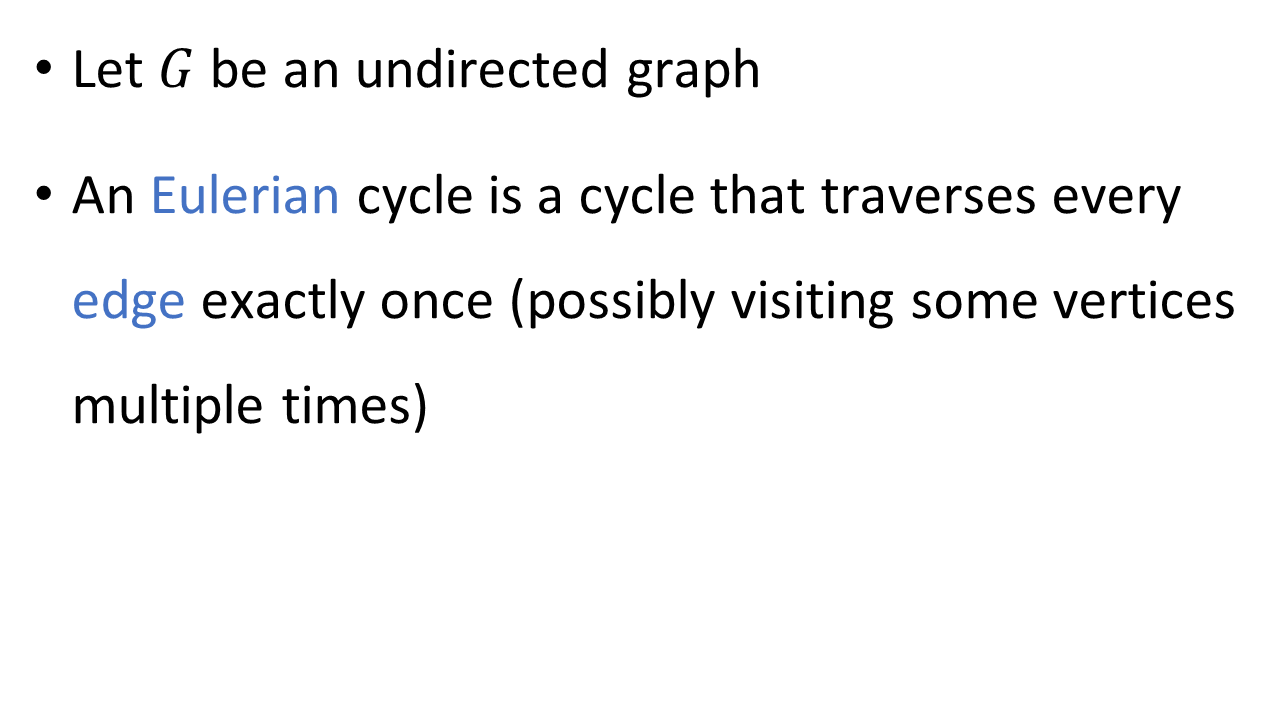 • Let 𝐺 be an undirected graph
• An Eulerian cycle is a cycle that traverses every
edge exactly once (possibly visiting some vertices
multiple times)